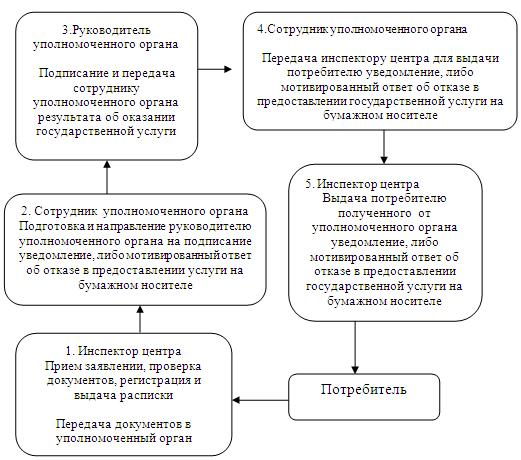 3.Руководитель
уполномоченного органа
Подписание и передача
сотруднику
уполномоченного органа
результата об оказании
государственной услуги
4.Сотрудник уполномоченного органа
Передача инспектору центра для выдачи
потребителю уведомление, либо
мотивированный ответ об отказе в
предоставлении государственной услуги на
бумажном носителе
2. Сотрудник уполномоченного органа
Подготовка и направление руководителю
уполномоченного органа на подписание
уведомление, либо мотивированный ответ
об отказе в предоставлении услуги на
бумажном носителе
5. Инспектор центра
Выдача потребителю
полученного от
уполномоченного органа
уведомление, либо
мотивированный ответ об
отказе в предоставлении
государственной услуги на
бумажном носителе
1. Инспектор центра
Прием заявлении, проверка
документов, регистрация и
выдача расписки
Передача документов в
уполномоченный орган
Потребитель